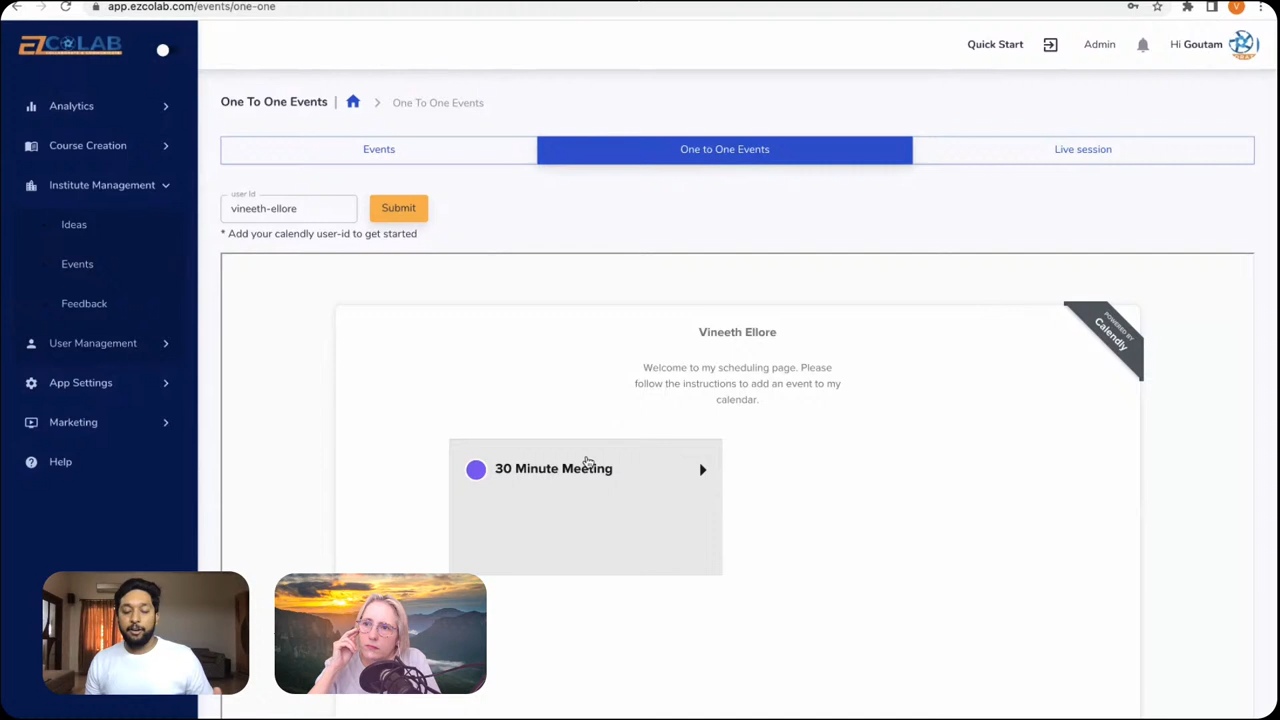 app.ezcolab.com/events/one-one
V
EZCOLAB
Quick Start
Admin
Hi Goutam
Analytics
Course Creation
Institute Management
Ideas
Events
Feedback
User Management
App Settings
Marketing
Help
One To One Events | > One To One Events
Events
One to One Events
Live session
user Id
vineeth-ellore
Submit
* Add your calendly user-id to get started
Vineeth Ellore
Welcome to my scheduling page. Please
follow the instructions to add an event to my
calendar.
POWERED BY
Calendly
30 Minute Meeting